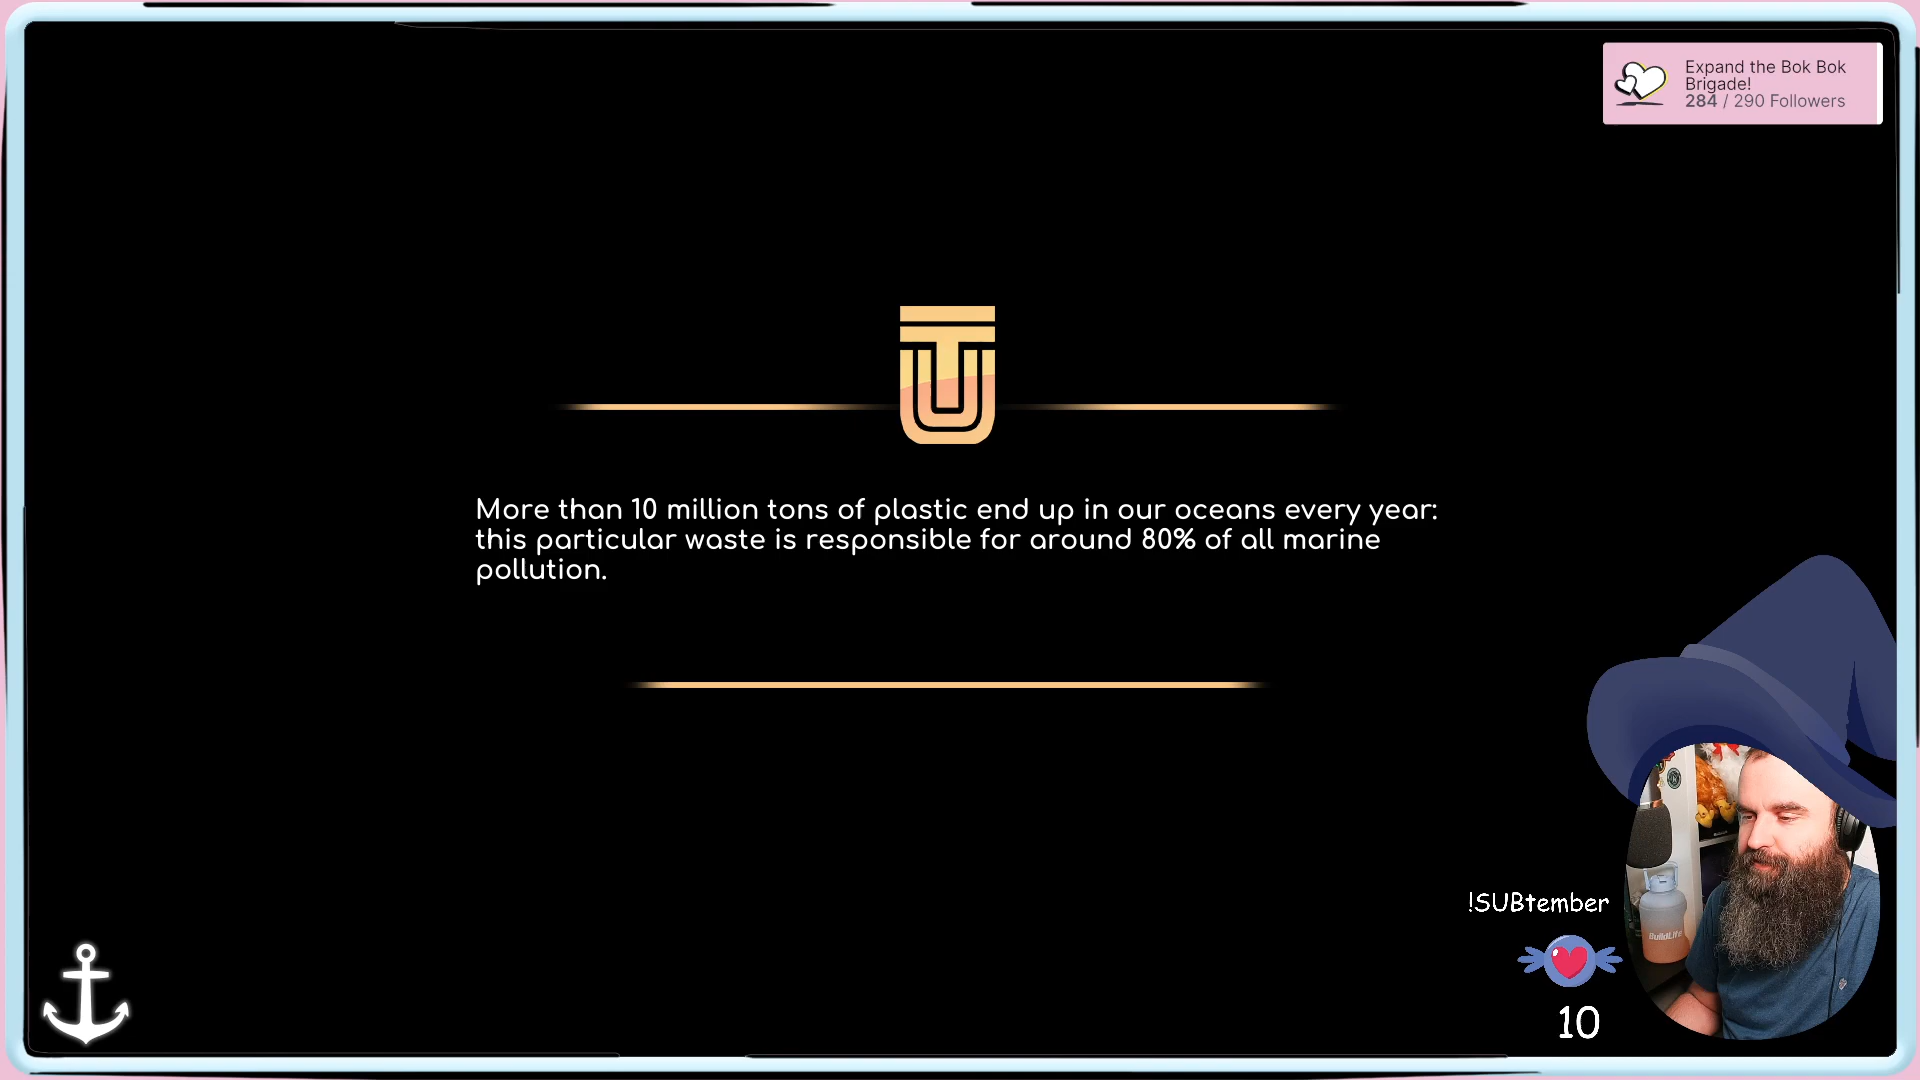 Expand the Bok Bok
Brigade!
284 / 290 Followers
More than 10 million tons of plastic end up in our oceans every year:
this particular waste is responsible for around 80% of all marine
pollution.
!SUBtember
BuildLife
10